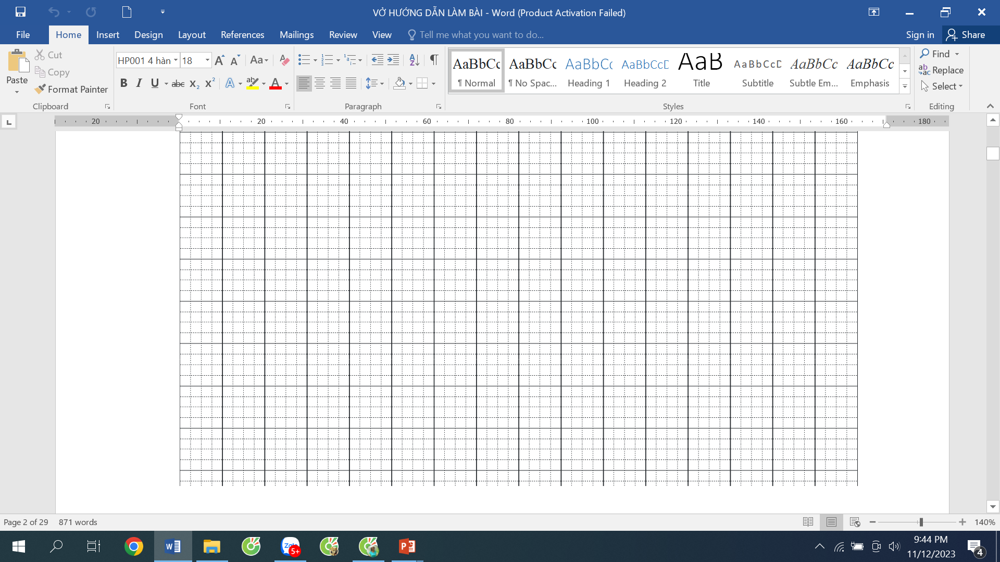 VỞ HƯỚNG DẪN LÀM BÀI - Word (Product Activation Failed)
File Home Insert Design Layout References Mailings Review View Tell me what you want to do... Sign in Share
Paste Cut Copy Format Painter Clipboard
HP001 4 hàn 18 Aa
B I U abc X₂ X² A ab A Font
Paragraph
AaBbCc AaBbCc AaBbCc AaBbCcD AaB AaBbCcD AaBbCc AaBbCc
¶ Normal ¶ No Spac... Heading 1 Heading 2 Title Subtitle Subtle Em... Emphasis
Styles
Find
Replace
Select
Editing
20 20 40 60 80 100 120 140 160 180
Page 2 of 29 871 words 140%
Zalo 5+ 9:44 PM
11/12/2023 4